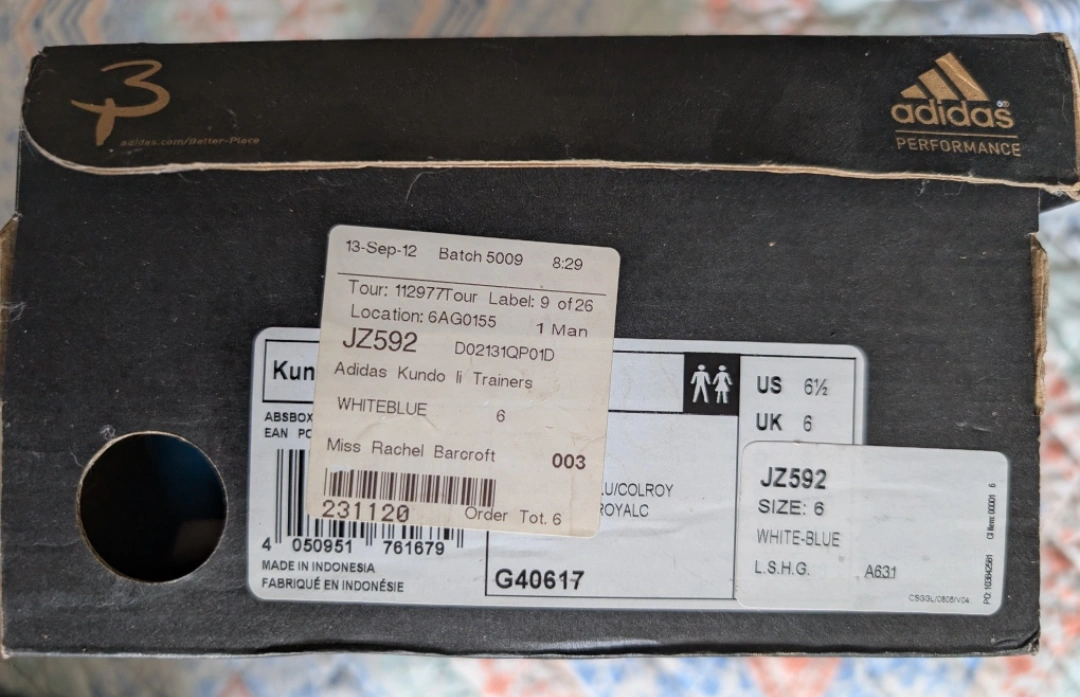 adidas.com/Better-Place
adidas
PERFORMANCE
13-Sep-12 Batch 5009 8:29
Tour: 112977Tour Label: 9 of 26
Location: 6AG0155 1 Man
JZ592 D02131QP01D
Adidas Kundo Ii Trainers
WHITEBLUE 6
Miss Rachel Barcroft 003
231120 Order Tot. 6
Kun
ABSBOX
EAN PC
4 050951 761679
MADE IN INDONESIA
FABRIQUÉ EN INDONÉSIE
LU/COLROY
ROYALC
G40617
US 6½
UK 6
JZ592
SIZE: 6
WHITE-BLUE
L.S.H.G. A631